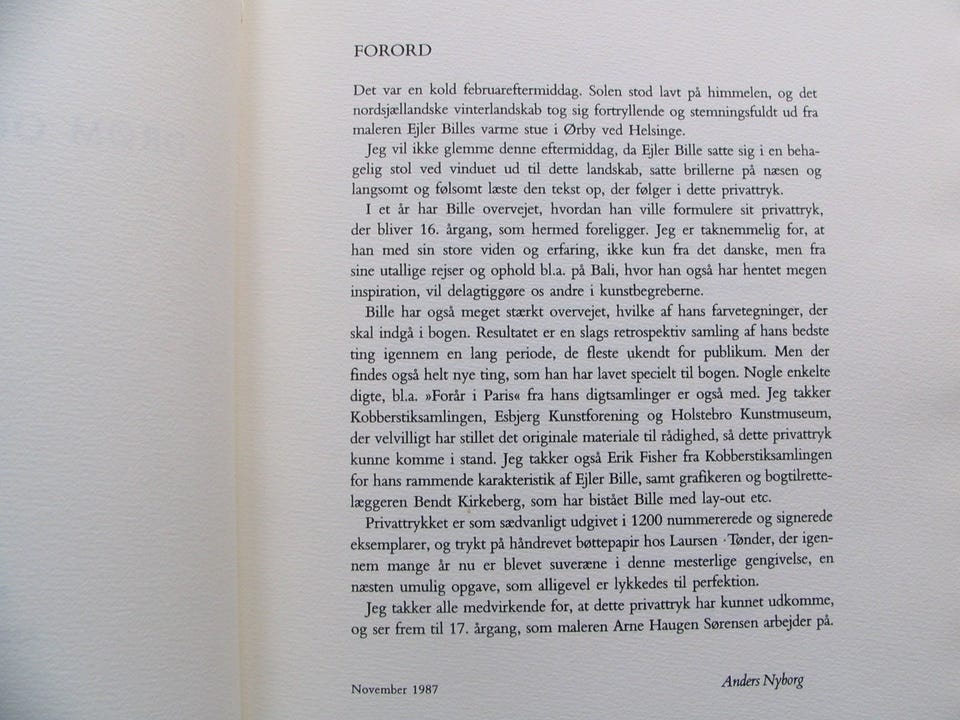 FORORD
Det var en kold februareftermiddag. Solen stod lavt på himmelen, og det
nordsjællandske vinterlandskab tog sig fortryllende og stemningsfuldt ud fra
maleren Ejler Billes varme stue i Ørby ved Helsinge.
Jeg vil ikke glemme denne eftermiddag, da Ejler Bille satte sig i en beha-
gelig stol ved vinduet ud til dette landskab, satte brillerne på næsen og
langsomt og følsomt læste den tekst op, der følger i dette privattryk.
I et år har Bille overvejet, hvordan han ville formulere sit privattryk,
der bliver 16. årgang, som hermed foreligger. Jeg er taknemmelig for, at
han med sin store viden og erfaring, ikke kun fra det danske, men fra
sine utallige rejser og ophold bl.a. på Bali, hvor han også har hentet megen
inspiration, vil delagtiggøre os andre i kunstbegreberne.
Bille har også meget stærkt overvejet, hvilke af hans farvetegninger, der
skal indgå i bogen. Resultatet er en slags retrospektiv samling af hans bedste
ting igennem en lang periode, de fleste ukendt for publikum. Men der
findes også helt nye ting, som han har lavet specielt til bogen. Nogle enkelte
digte, bl.a. »Forår i Paris« fra hans digtsamlinger er også med. Jeg takker
Kobberstiksamlingen, Esbjerg Kunstforening og Holstebro Kunstmuseum,
der velvilligt har stillet det originale materiale til rådighed, så dette privattryk
kunne komme i stand. Jeg takker også Erik Fisher fra Kobberstiksamlingen
for hans rammende karakteristik af Ejler Bille, samt grafikeren og bogtilrette-
læggeren Bendt Kirkeberg, som har bistået Bille med lay-out etc.
Privattrykket er som sædvanligt udgivet i 1200 nummererede og signerede
eksemplarer, og trykt på håndrevet bøttepapir hos Laursen · Tønder, der igen-
nem mange år nu er blevet suveræne i denne mesterlige gengivelse, en
næsten umulig opgave, som alligevel er lykkedes til perfektion.
Jeg takker alle medvirkende for, at dette privattryk har kunnet udkomme,
og ser frem til 17. årgang, som maleren Arne Haugen Sørensen arbejder på.
November 1987
Anders Nyborg